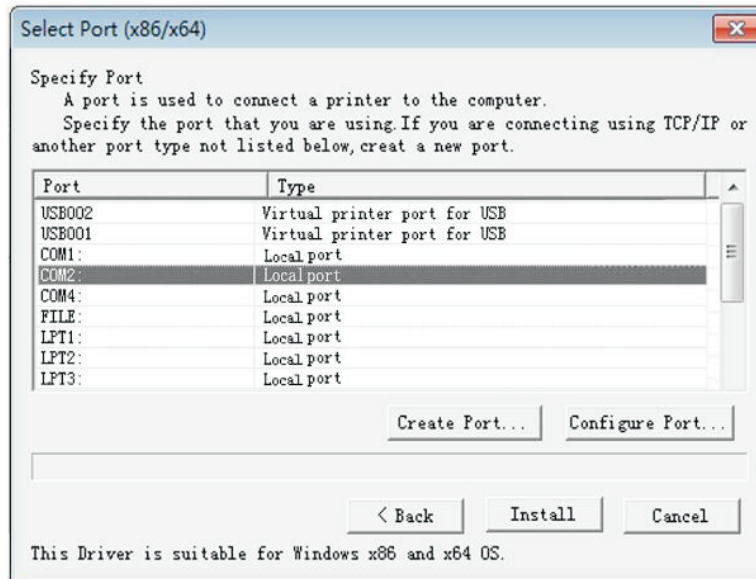 Select Port (x86/x64)
Specify Port
A port is used to connect a printer to the computer.
Specify the port that you are using.If you are connecting using TCP/IP or
another port type not listed below,creat a new port.
Port Type
USB002 Virtual printer port for USB
USB001 Virtual printer port for USB
COM1: Local port
COM2: Local port
COM4: Local port
FILE: Local port
LPT1: Local port
LPT2: Local port
LPT3: Local port
Create Port... Configure Port...
< Back Install Cancel
This Driver is suitable for Windows x86 and x64 OS.